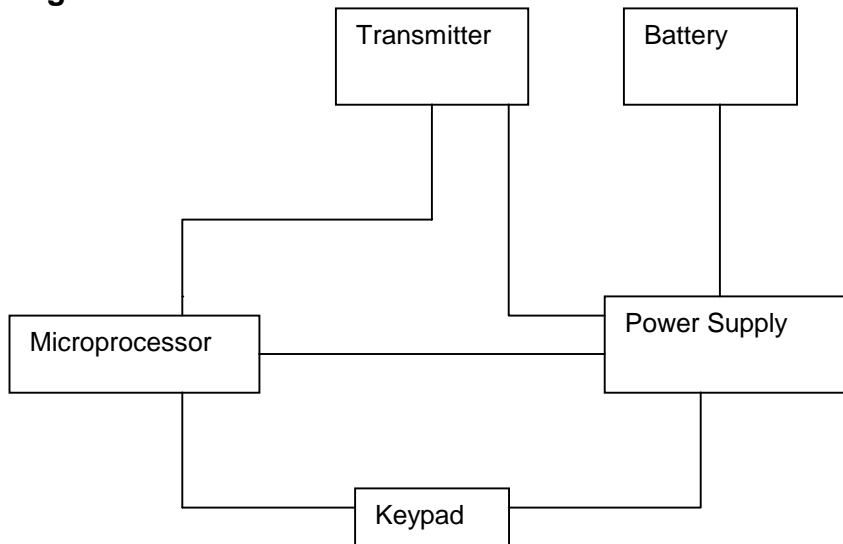 Transmitter
Battery
Power Supply
Microprocessor
Keypad